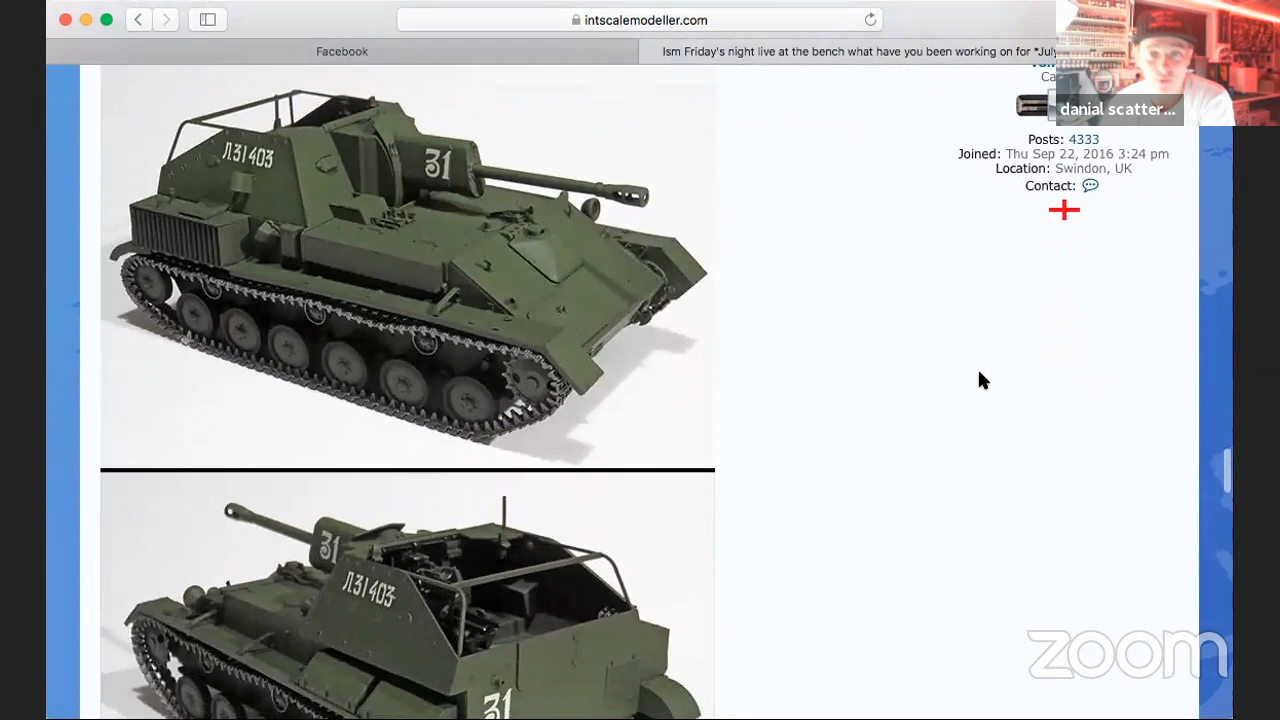 intscalemodeller.com
Facebook
Ism Friday's night live at the bench what have you been working on for *July
Ca
danial scatter...
Posts: 4333
Joined: Thu Sep 22, 2016 3:24 pm
Location: Swindon, UK
Contact:
Л31403
31
31
Л31403
31
zoom